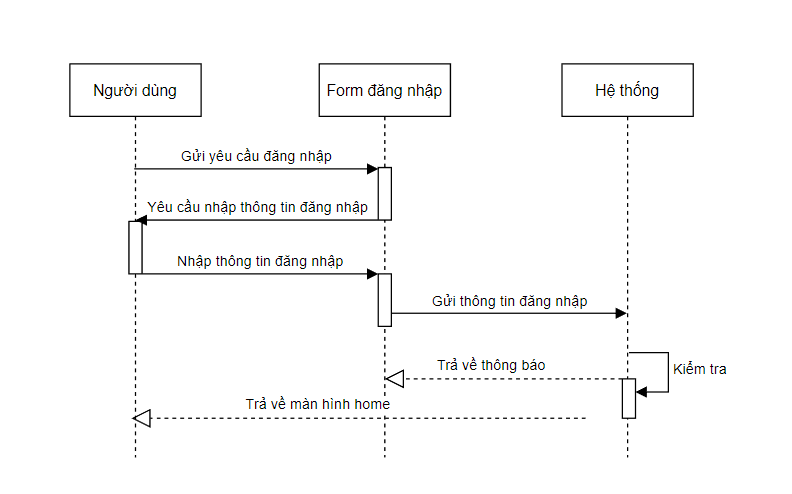 Người dùng
Form đăng nhập
Hệ thống
Gửi yêu cầu đăng nhập
Yêu cầu nhập thông tin đăng nhập
Nhập thông tin đăng nhập
Gửi thông tin đăng nhập
Trả về thông báo
Kiểm tra
Trả về màn hình home